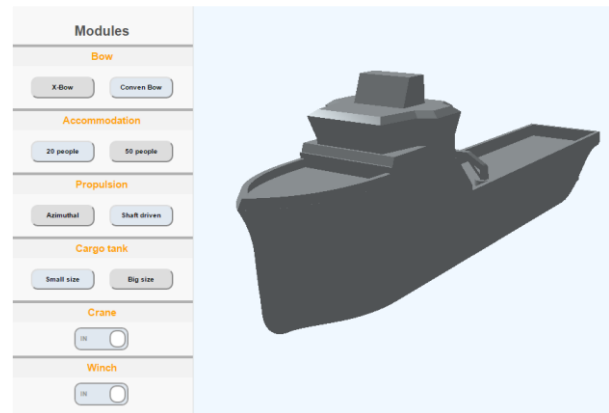 Modules
Bow
X-Bow Conven Bow
Accommodation
20 people 50 people
Propulsion
Azimuthal Shaft driven
Cargo tank
Small size Big size
Crane
IN
Winch
IN